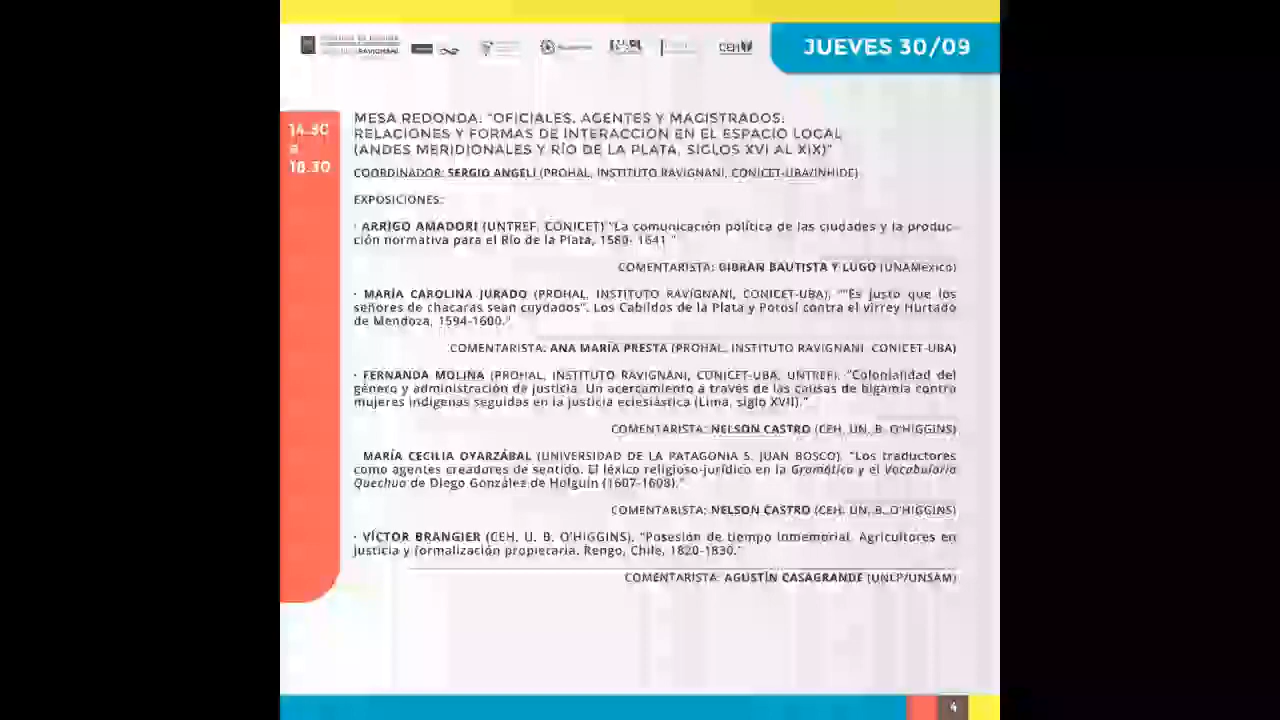 RAVIGNANI
CEH
JUEVES 30/09
14.30
a
18.30
MESA REDONDA. "OFICIALES, AGENTES Y MAGISTRADOS:
RELACIONES Y FORMAS DE INTERACCION EN EL ESPACIO LOCAL
(ANDES MERIDIONALES Y RÍO DE LA PLATA, SIGLOS XVI AL XIX)"
COORDINADOR: SERGIO ANGELI (PROHAL, INSTITUTO RAVIGNANI, CONICET-UBA/INHIDE)
EXPOSICIONES:
· ARRIGO AMADORI (UNTREF, CONICET) "La comunicación política de las ciudades y la produc-
ción normativa para el Río de la Plata, 1580- 1641."
COMENTARISTA: GIBRAN BAUTISTA Y LUGO (UNAMexico)
· MARÍA CAROLINA JURADO (PROHAL, INSTITUTO RAVIGNANI, CONICET-UBA), ""Es justo que los
señores de chacaras sean cuydados". Los Cabildos de la Plata y Potosí contra el virrey Hurtado
de Mendoza, 1594-1600."
COMENTARISTA: ANA MARÍA PRESTA (PROHAL, INSTITUTO RAVIGNANI, CONICET-UBA)
· FERNANDA MOLINA (PROHAL, INSTITUTO RAVIGNANI, CONICET-UBA, UNTREF), "Colonialidad del
género y administración de justicia. Un acercamiento a través de las causas de bigamia contra
mujeres indígenas seguidas en la justicia eclesiástica (Lima, siglo XVII)."
COMENTARISTA: NELSON CASTRO (CEH, UN. B. O'HIGGINS)
MARÍA CECILIA OYARZÁBAL (UNIVERSIDAD DE LA PATAGONIA S. JUAN BOSCO), "Los traductores
como agentes creadores de sentido. El léxico religioso-jurídico en la Gramática y el Vocabulario
Quechua de Diego González de Holguín (1607-1608)."
COMENTARISTA: NELSON CASTRO (CEH, UN. B. O'HIGGINS)
· VÍCTOR BRANGIER (CEH, U. B. O'HIGGINS), "Posesión de tiempo inmemorial. Agricultores en
justicia y formalización propietaria. Rengo, Chile, 1820-1830."
COMENTARISTA: AGUSTÍN CASAGRANDE (UNLP/UNSAM)
4